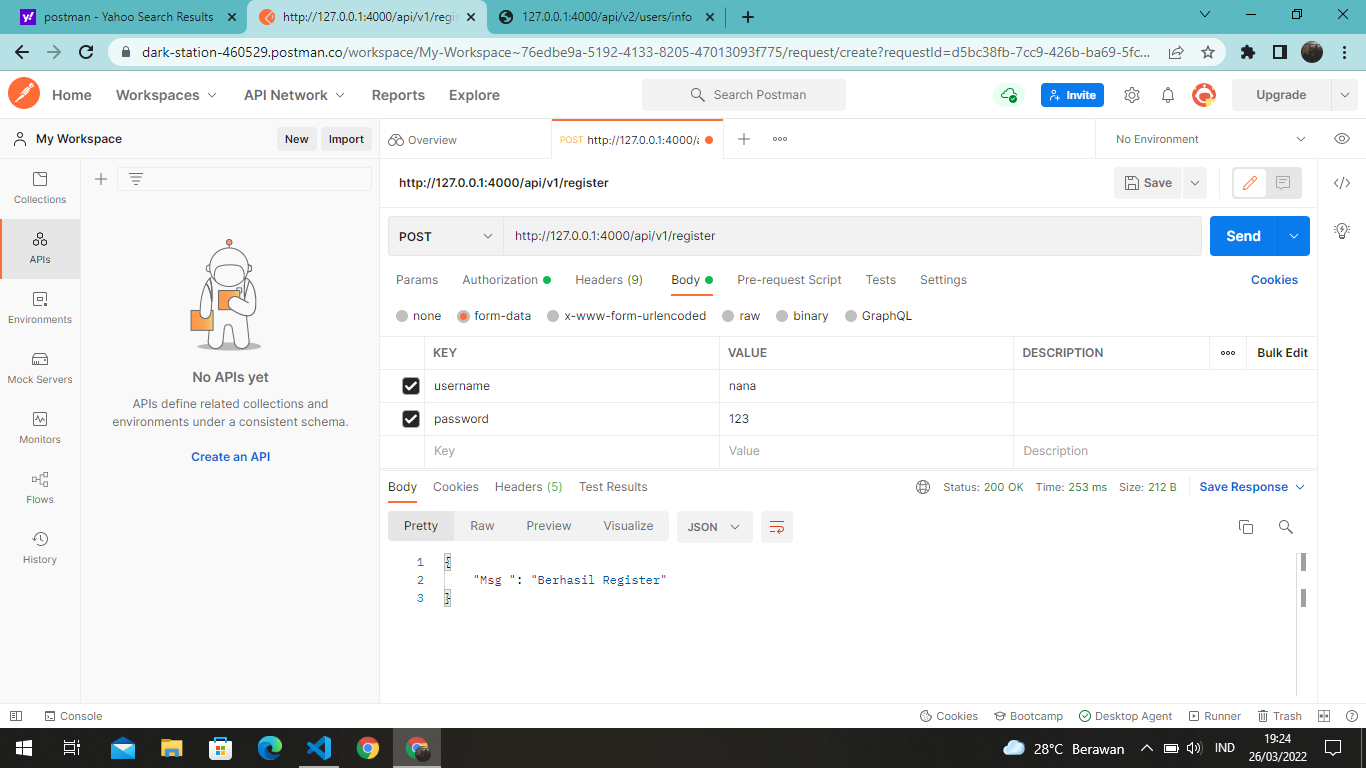 postman - Yahoo Search Results
http://127.0.0.1:4000/api/v1/regis
127.0.0.1:4000/api/v2/users/info
dark-station-460529.postman.co/workspace/My-Workspace~76edbe9a-5192-4133-8205-47013093f775/request/create?requestId=d5bc38fb-7cc9-426b-ba69-5fc...
Home
Workspaces
API Network
Reports
Explore
Search Postman
Invite
Upgrade
My Workspace
New
Import
Overview
POST http://127.0.0.1:4000/a
No Environment
Collections
APIs
Environments
Mock Servers
Monitors
Flows
History
No APIs yet
APIs define related collections and
environments under a consistent schema.
Create an API
http://127.0.0.1:4000/api/v1/register
Save
POST
http://127.0.0.1:4000/api/v1/register
Send
Params
Authorization
Headers (9)
Body
Pre-request Script
Tests
Settings
Cookies
none
form-data
x-www-form-urlencoded
raw
binary
GraphQL
KEY
VALUE
DESCRIPTION
Bulk Edit
username
nana
password
123
Key
Value
Description
Body
Cookies
Headers (5)
Test Results
Status: 200 OK
Time: 253 ms
Size: 212 B
Save Response
Pretty
Raw
Preview
Visualize
JSON
1 {
2 "Msg ": "Berhasil Register"
3 }
Console
Cookies
Bootcamp
Desktop Agent
Runner
Trash
28°C Berawan
IND
19:24
26/03/2022